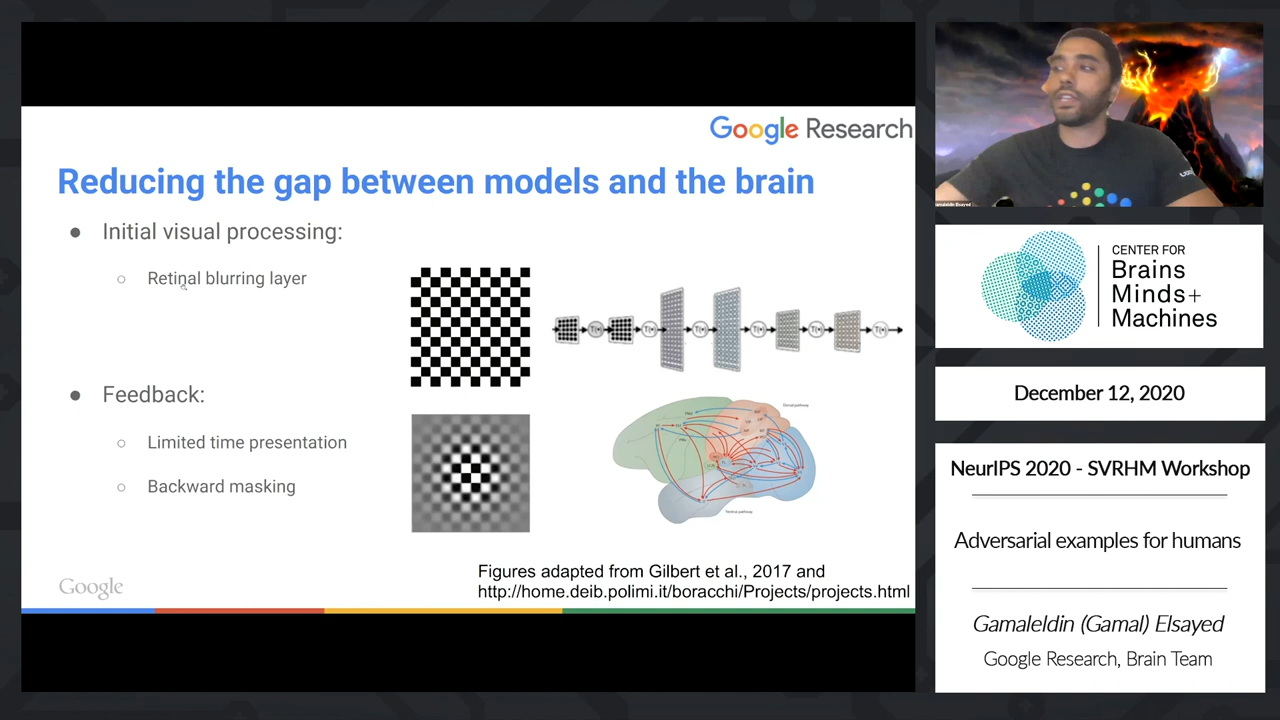 Google Research
Reducing the gap between models and the brain
Initial visual processing:
Retinal blurring layer
Feedback:
Limited time presentation
Backward masking
Figures adapted from Gilbert et al., 2017 and
http://home.deib.polimi.it/boracchi/Projects/projects.html
Google
CENTER FOR
Brains
Minds+
Machines
December 12, 2020
NeurIPS 2020 - SVRHM Workshop
Adversarial examples for humans
Gamaleldin (Gamal) Elsayed
Google Research, Brain Team